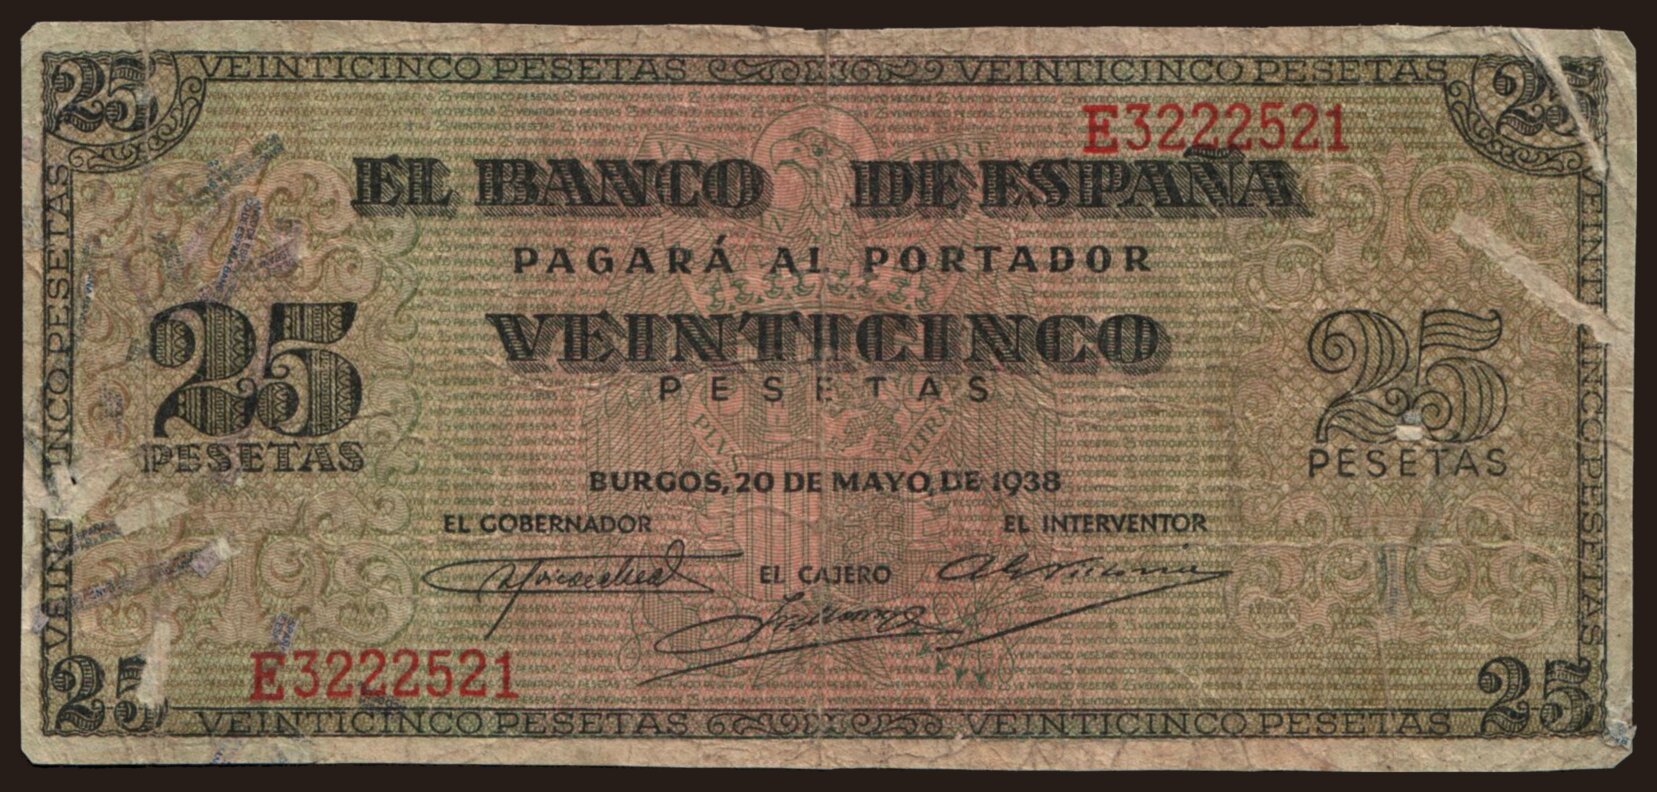 25 VEINTICINCO PESETAS VEINTICINCO PESETAS 25
E3222521
EL BANCO DE ESPAÑA
PAGARÁ AL PORTADOR
VEINTICINCO
PESETAS
25
PESETAS
25
PESETAS
BURGOS, 20 DE MAYO, DE 1938
EL GOBERNADOR
EL INTERVENTOR
EL CAJERO
E3222521
25 VEINTICINCO PESETAS VEINTICINCO PESETAS 25
VEINTICINCO PESETAS
VEINTICINCO PESETAS
PLVS VLTRA